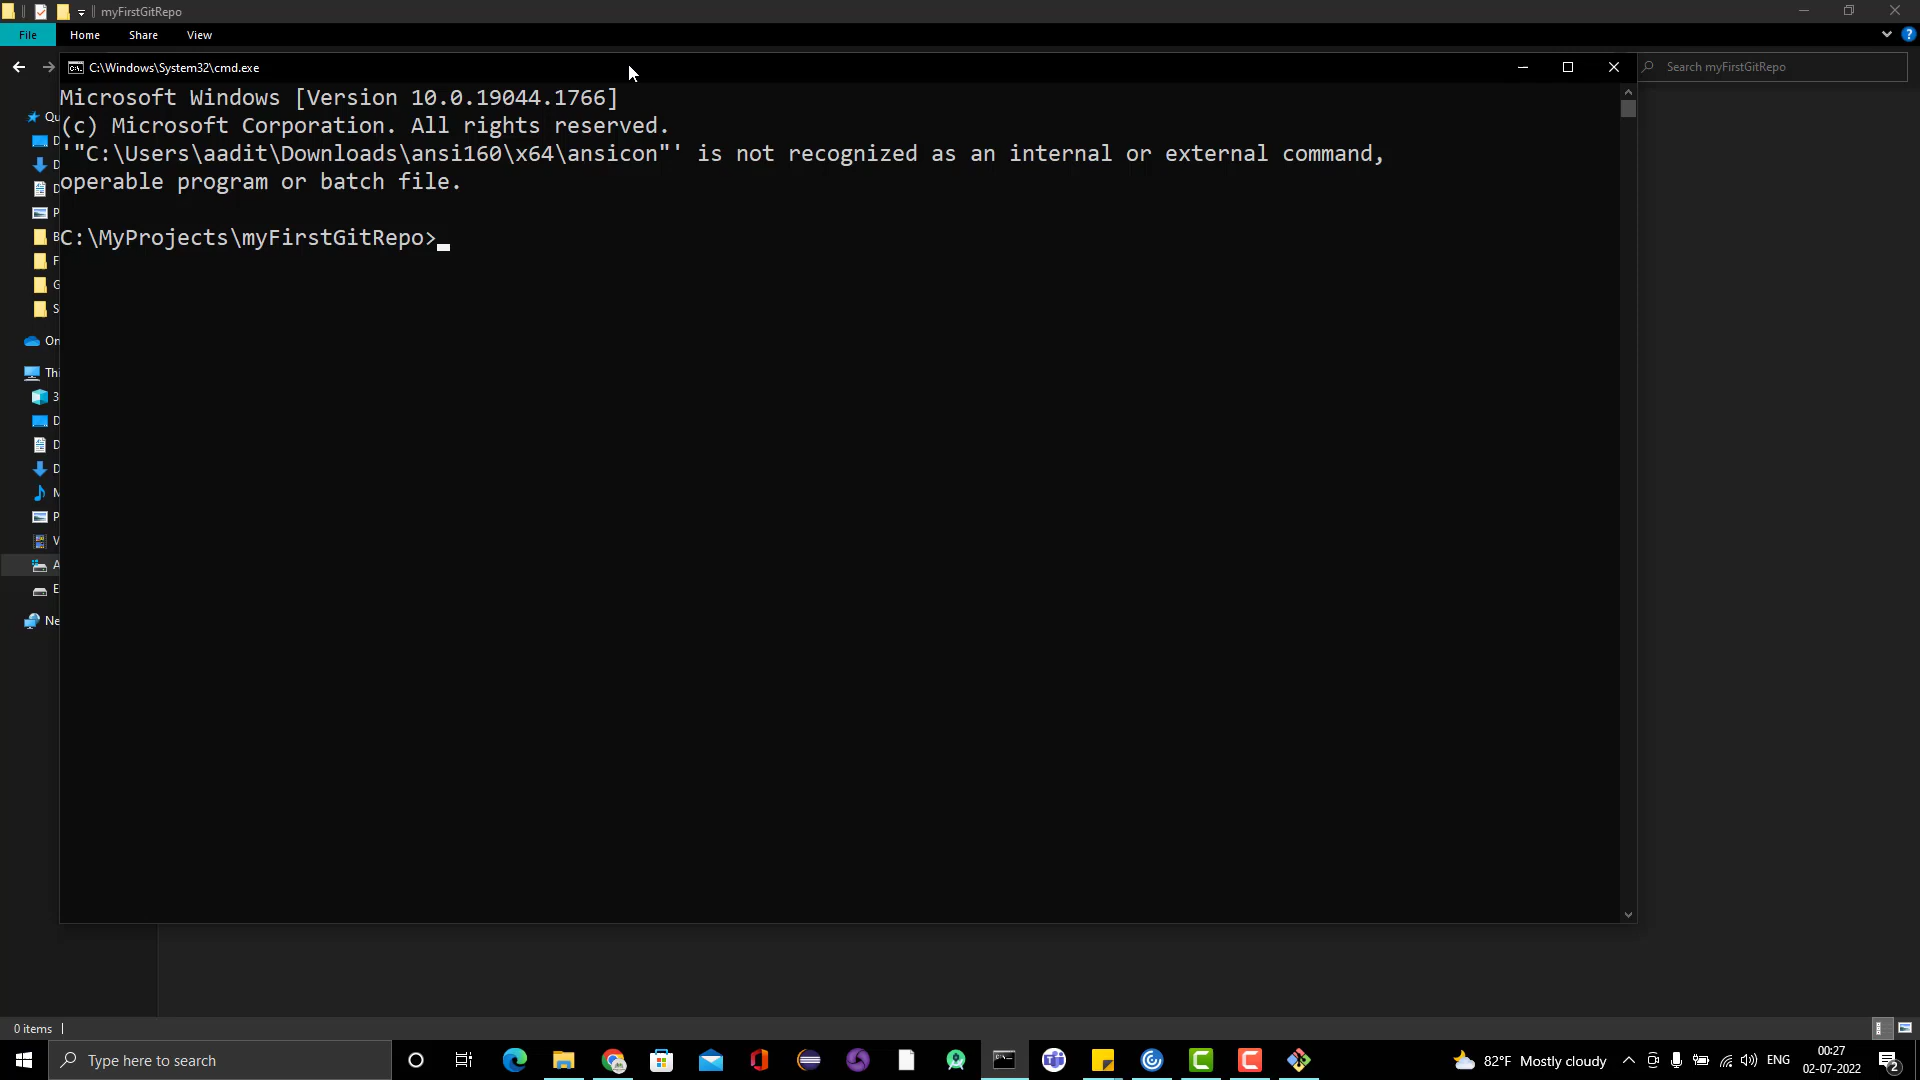 myFirstGitRepo
File Home Share View
C:\Windows\System32\cmd.exe
Search myFirstGitRepo
Microsoft Windows [Version 10.0.19044.1766]
(c) Microsoft Corporation. All rights reserved.
'"C:\Users\aadit\Downloads\ansi160\x64\ansicon"' is not recognized as an internal or external command,
operable program or batch file.
C:\MyProjects\myFirstGitRepo>
0 items
Type here to search
82°F Mostly cloudy
ENG
00:27
02-07-2022
2